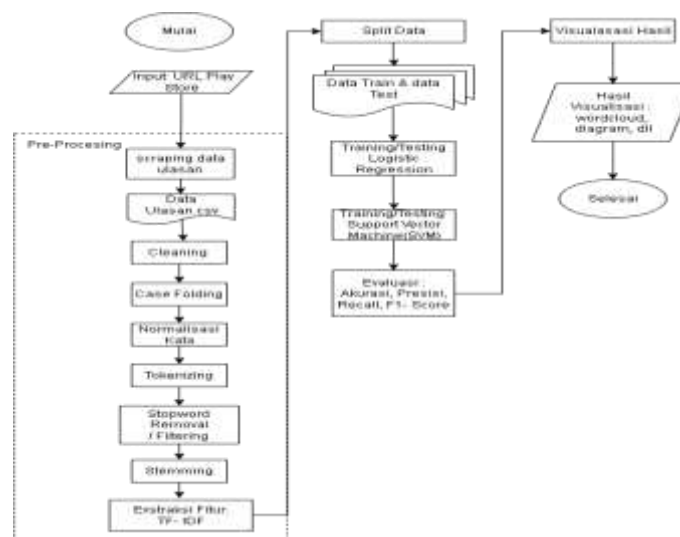 Mulai
Input: URL Play
Store
Pre-Procesing
scraping data
ulasan
Data
Ulasan.csv
Cleaning
Case Folding
Normalisasi
Kata
Tokenizing
Stopword
Removal
/ Filtering
Stemming
Ekstraksi Fitur
TF- IDF
Split Data
Data Train & data
Test
Training/Testing
Logistic
Regression
Training/Testing
Support Vector
Machine(SVM)
Evaluasi :
Akurasi, Presisi,
Recall, F1- Score
Visualisasi Hasil
Hasil
Visualisasi :
wordcloud,
diagram, dll
Selesai